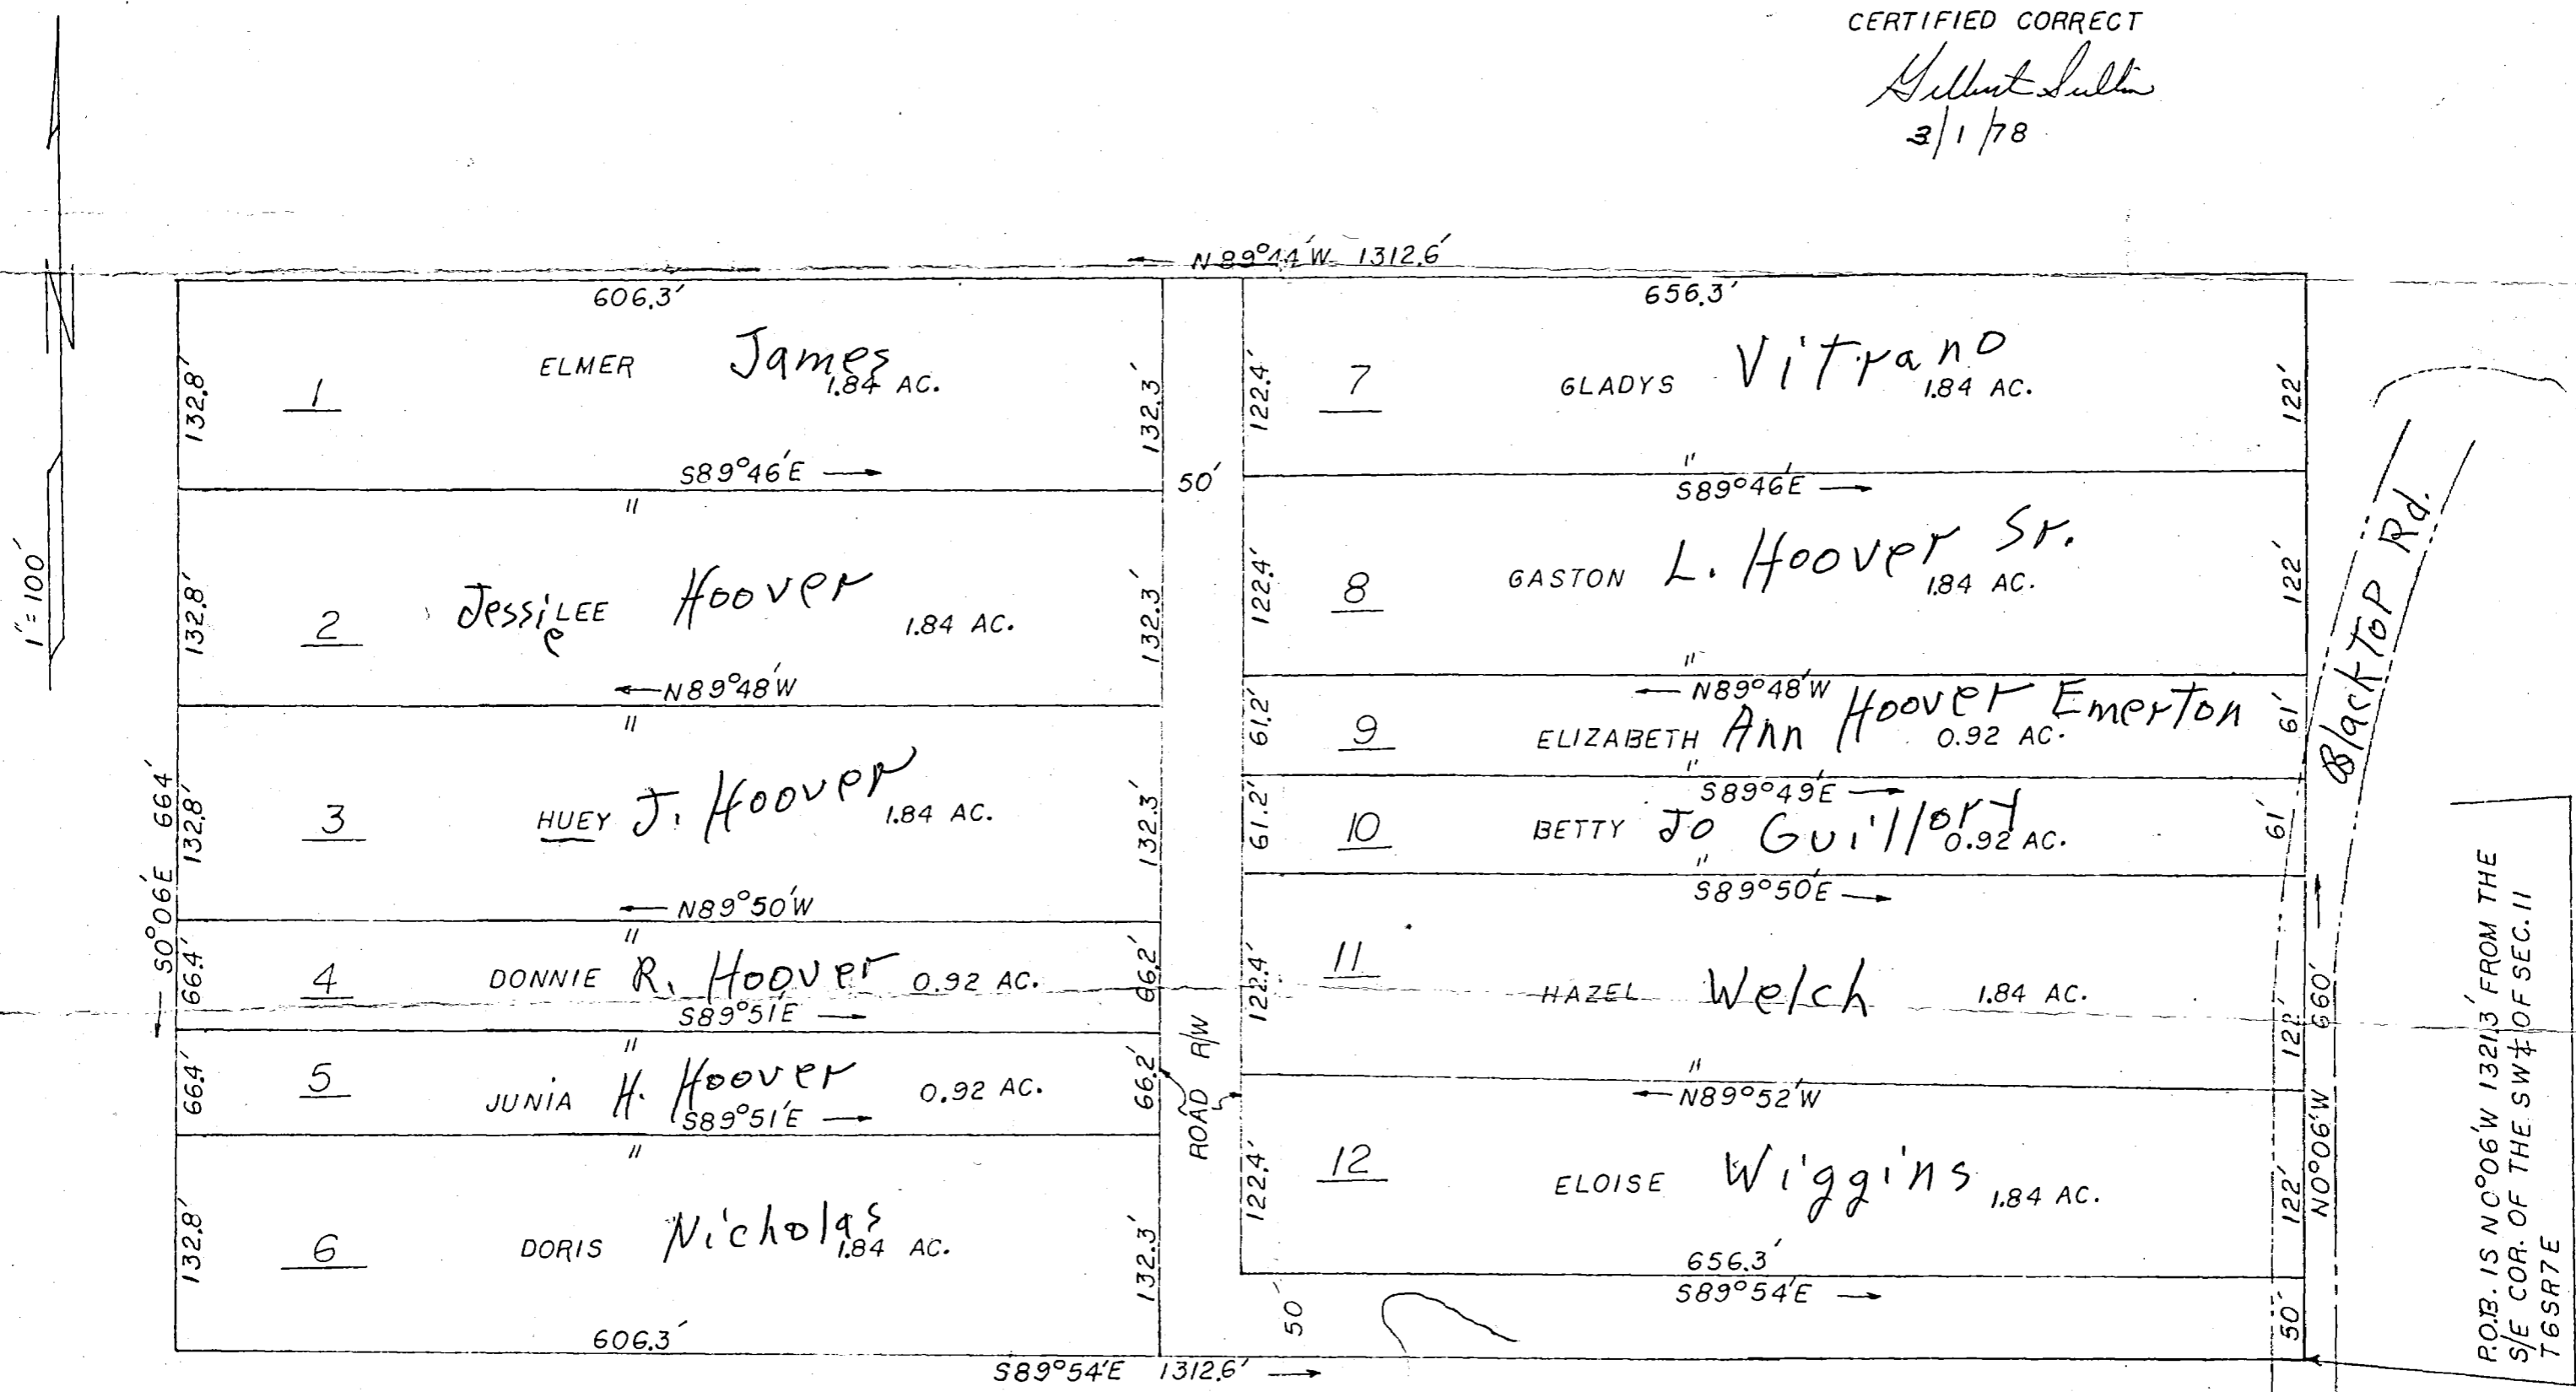 CERTIFIED CORRECT
3/1/78
N 89°44'W 1312.6'
1"=100'
606.3'
1
ELMER James
1.84 AC.
132.8'
132.3'
S89°46'E
"
2
Jessie LEE Hoover
1.84 AC.
132.8'
132.3'
N89°48'W
"
3
HUEY J. Hoover
1.84 AC.
132.8'
132.3'
N89°50'W
"
S0°06'E 664'
4
DONNIE R. Hoover 0.92 AC.
66.4'
66.2'
S89°51'E
"
5
JUNIA H. Hoover 0.92 AC.
66.4'
66.2'
S89°51'E
"
6
DORIS Nicholas
1.84 AC.
132.8'
132.3'
606.3'
S89°54'E 1312.6'
50'
ROAD R/W
50'
656.3'
7
GLADYS Vitrano
1.84 AC.
122.4'
122'
"
S89°46'E
8
GASTON L. Hoover Sr.
1.84 AC.
122.4'
122'
"
N89°48'W
9
ELIZABETH Ann Hoover Emerton
0.92 AC.
61.2'
61'
"
S89°49'E
10
BETTY Jo Guillory
0.92 AC.
61.2'
61'
"
S89°50'E
11
HAZEL Welch 1.84 AC.
122.4'
122'
"
N89°52'W
12
ELOISE Wiggins 1.84 AC.
122.4'
122'
656.3'
S89°54'E
50'
N0°06'W 660'
BlackTop Rd.
P.O.B. IS N0°06'W 1321.3' FROM THE
S/E COR. OF THE SW¼ OF SEC.11
T6SR7E